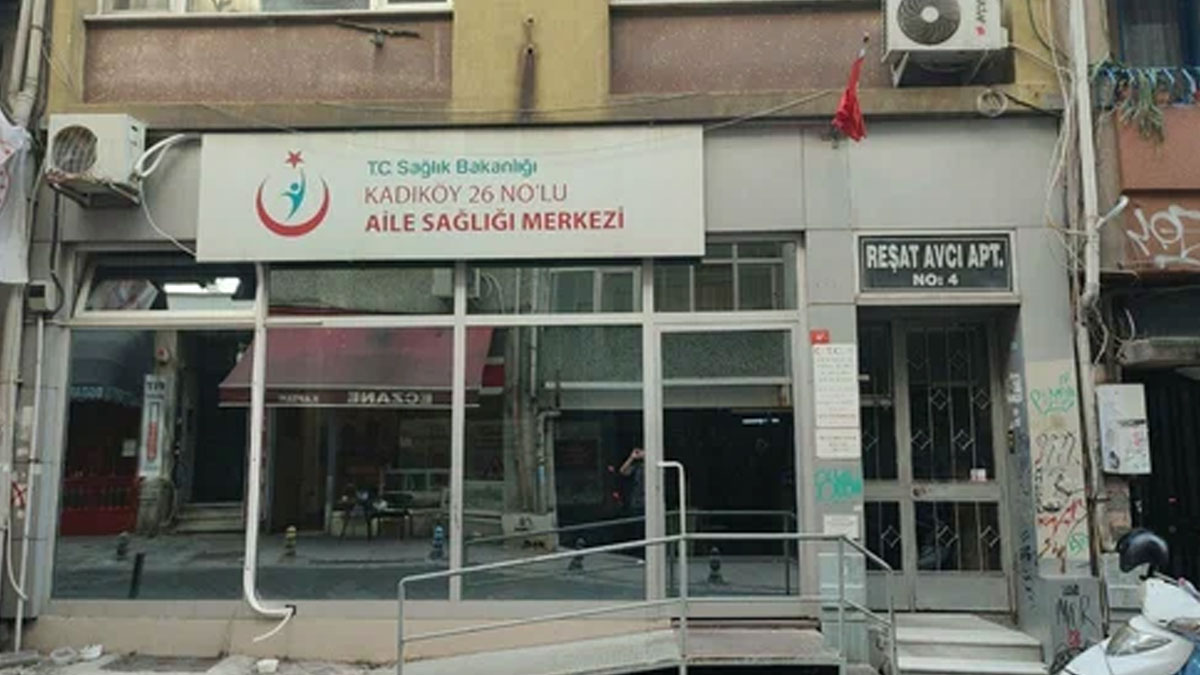 T.C. Sağlık Bakanlığı
KADIKÖY 26 NO'LU
AİLE SAĞLIĞI MERKEZİ
REŞAT AVCI APT.
NO: 4
ECZANE